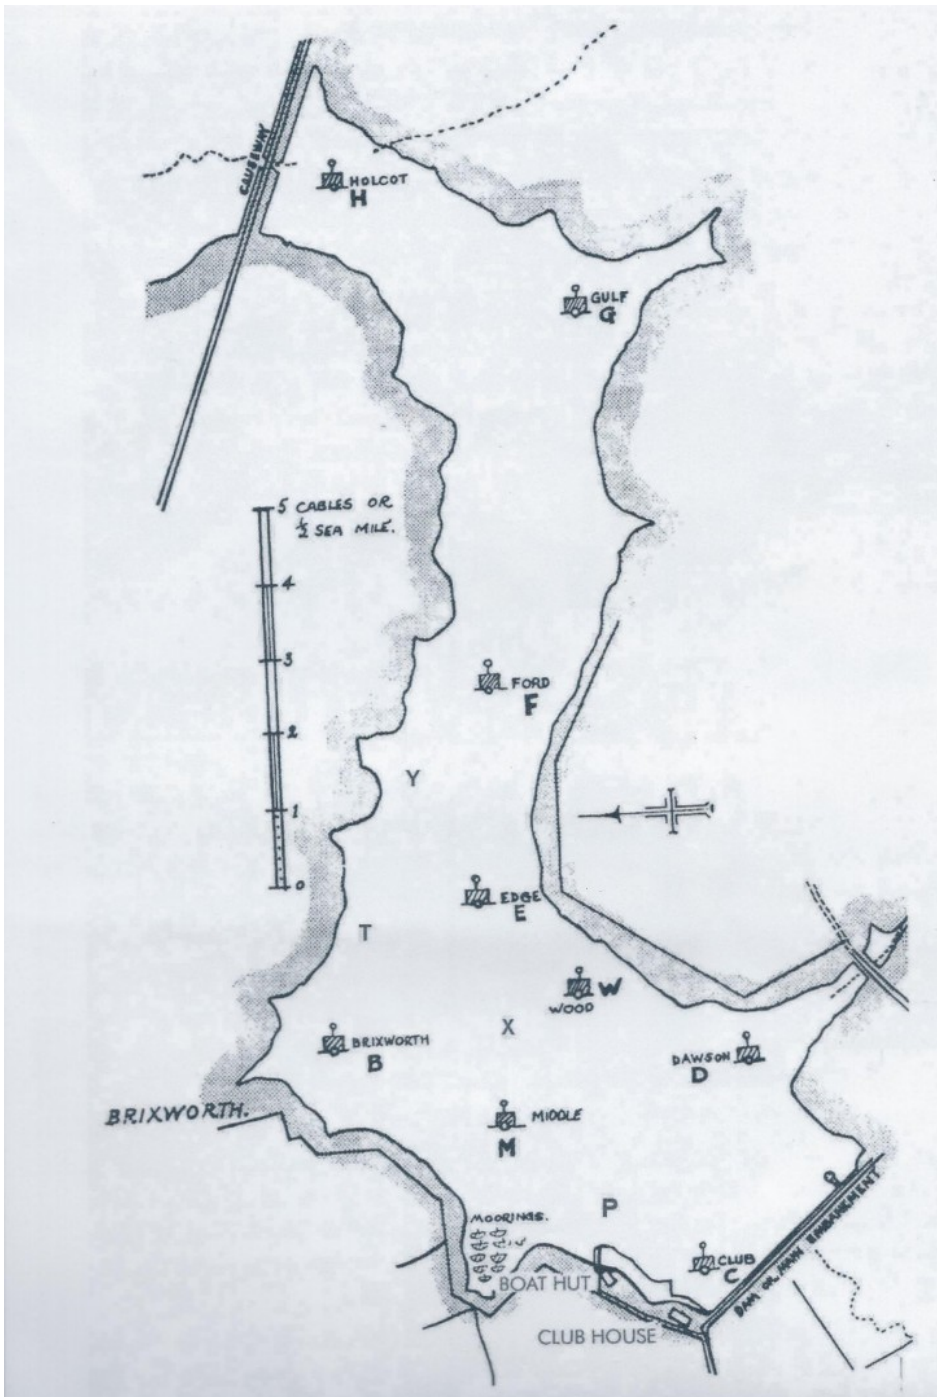 CAUSEWAY
HOLCOT
H
GULF
G
5 CABLES OR
½ SEA MILE.
4
3
2
1
0
FORD
F
Y
EDGE
E
T
W
WOOD
X
BRIXWORTH
B
DAWSON
D
BRIXWORTH.
MIDDLE
M
P
MOORINGS.
CLUB
C
DAM OR MAIN EMBANKMENT
BOAT HUT
CLUB HOUSE